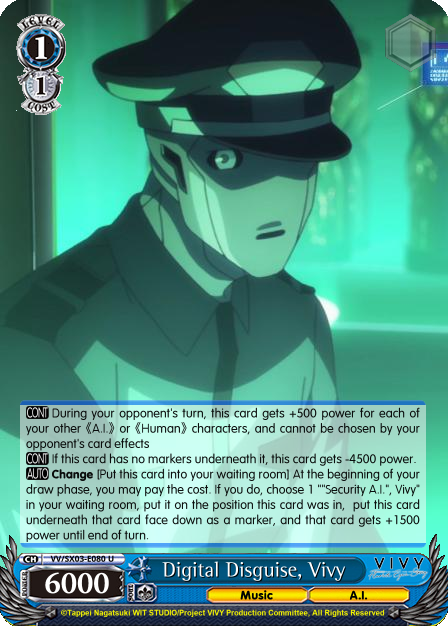 LEVEL
1
1
COST
CONT During your opponent's turn, this card gets +500 power for each of
your other 《A.I.》 or 《Human》 characters, and cannot be chosen by your
opponent's card effects
CONT If this card has no markers underneath it, this card gets -4500 power.
AUTO Change [Put this card into your waiting room] At the beginning of your
draw phase, you may pay the cost. If you do, choose 1 ""Security A.I.", Vivy"
in your waiting room, put it on the position this card was in,  put this card
underneath that card face down as a marker, and that card gets +1500
power until end of turn.
CH VV/SX03-E080 U
POWER 6000 SOUL Digital Disguise, Vivy VIVY
Music A.I.
©Tappei Nagatsuki WIT STUDIO/Project VIVY Production Committee, All Rights Reserved